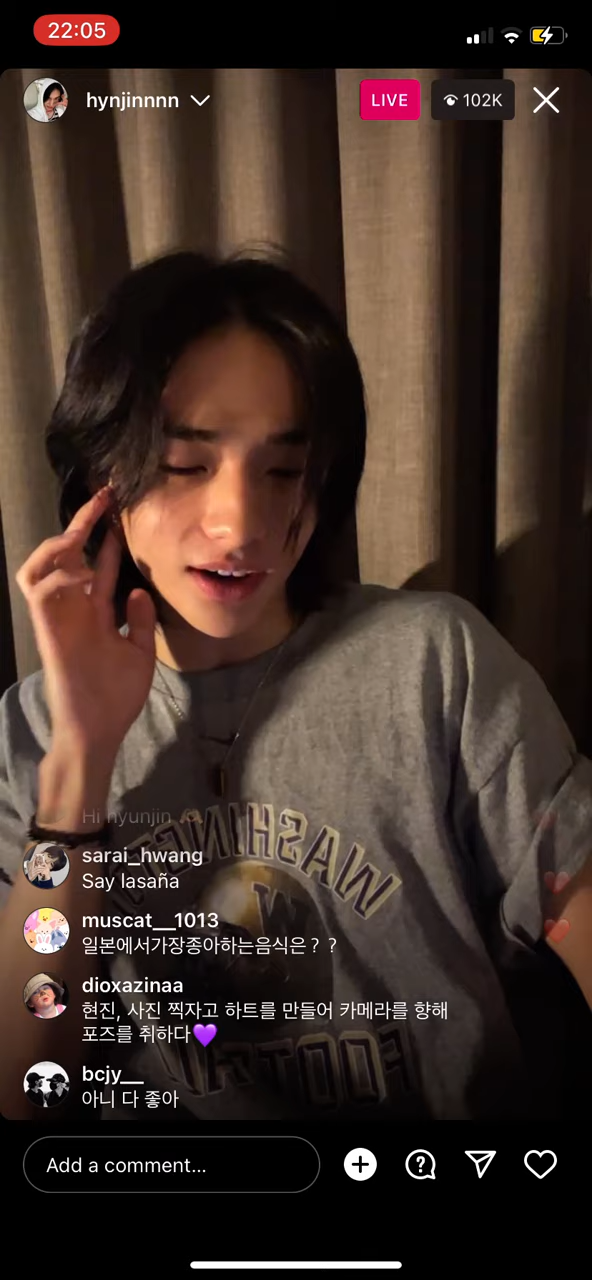 22:05
hynjinnnn
LIVE
102K
Hi hyunjin
sarai_hwang
Say lasaña
muscat__1013
일본에서가장종아하는음식은？？
dioxazinaa
현진, 사진 찍자고 하트를 만들어 카메라를 향해
포즈를 취하다💜
bcjy__
아니 다 좋아
WASHINGT
W
FOOTBALL
Add a comment...